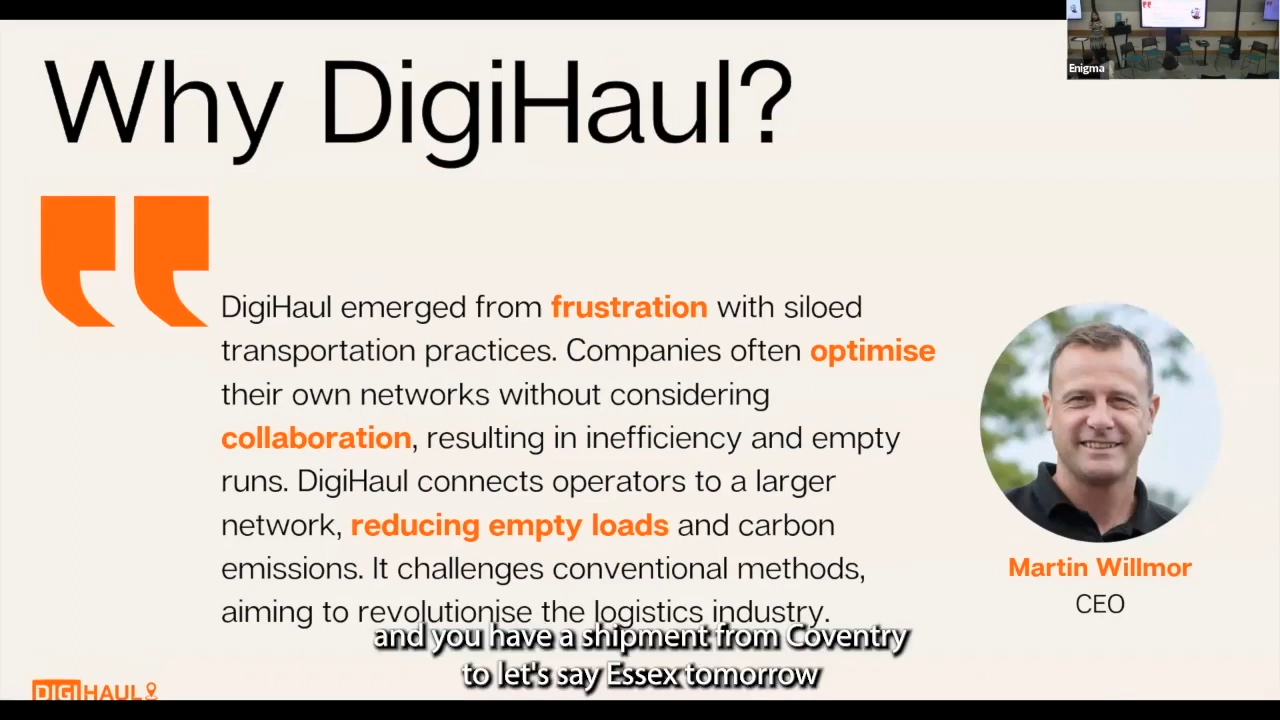 Enigma
Why DigiHaul?
DigiHaul emerged from frustration with siloed
transportation practices. Companies often optimise
their own networks without considering
collaboration, resulting in inefficiency and empty
runs. DigiHaul connects operators to a larger
network, reducing empty loads and carbon
emissions. It challenges conventional methods,
aiming to revolutionise the logistics industry.
Martin Willmor
CEO
and you have a shipment from Coventry
to let's say Essex tomorrow
DIGIHAUL